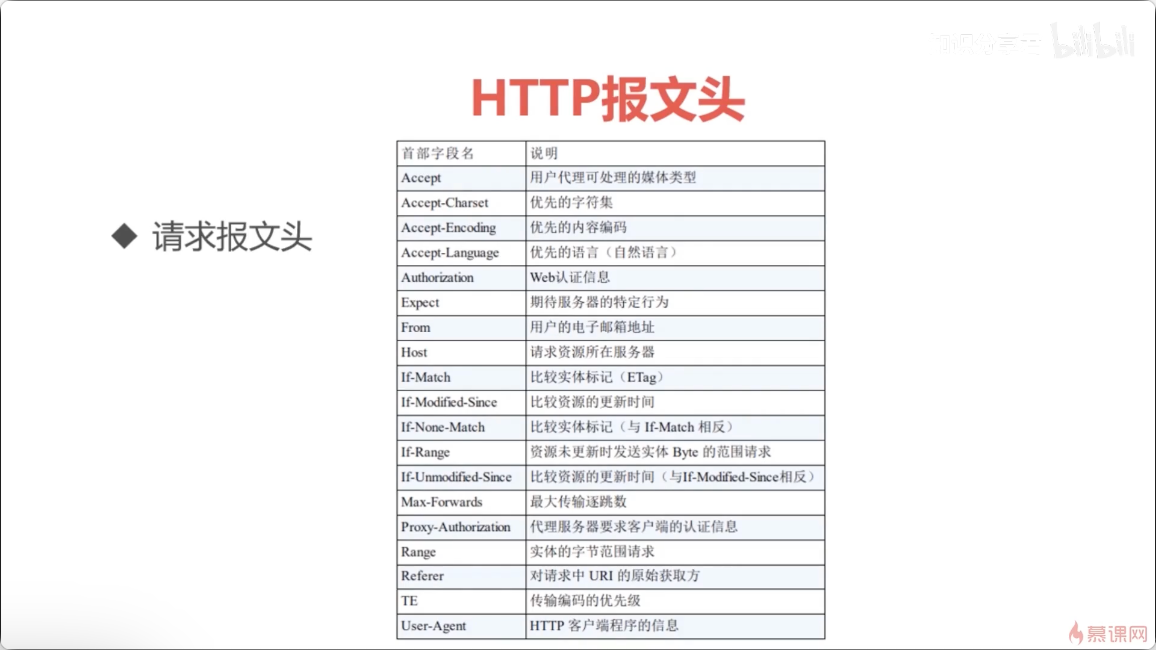 bilibili
HTTP报文头
◆ 请求报文头
首部字段名 说明
Accept 用户代理可处理的媒体类型
Accept-Charset 优先的字符集
Accept-Encoding 优先的内容编码
Accept-Language 优先的语言（自然语言）
Authorization Web认证信息
Expect 期待服务器的特定行为
From 用户的电子邮箱地址
Host 请求资源所在服务器
If-Match 比较实体标记（ETag）
If-Modified-Since 比较资源的更新时间
If-None-Match 比较实体标记（与 If-Match 相反）
If-Range 资源未更新时发送实体 Byte 的范围请求
If-Unmodified-Since 比较资源的更新时间（与If-Modified-Since相反）
Max-Forwards 最大传输逐跳数
Proxy-Authorization 代理服务器要求客户端的认证信息
Range 实体的字节范围请求
Referer 对请求中 URI 的原始获取方
TE 传输编码的优先级
User-Agent HTTP 客户端程序的信息
慕课网